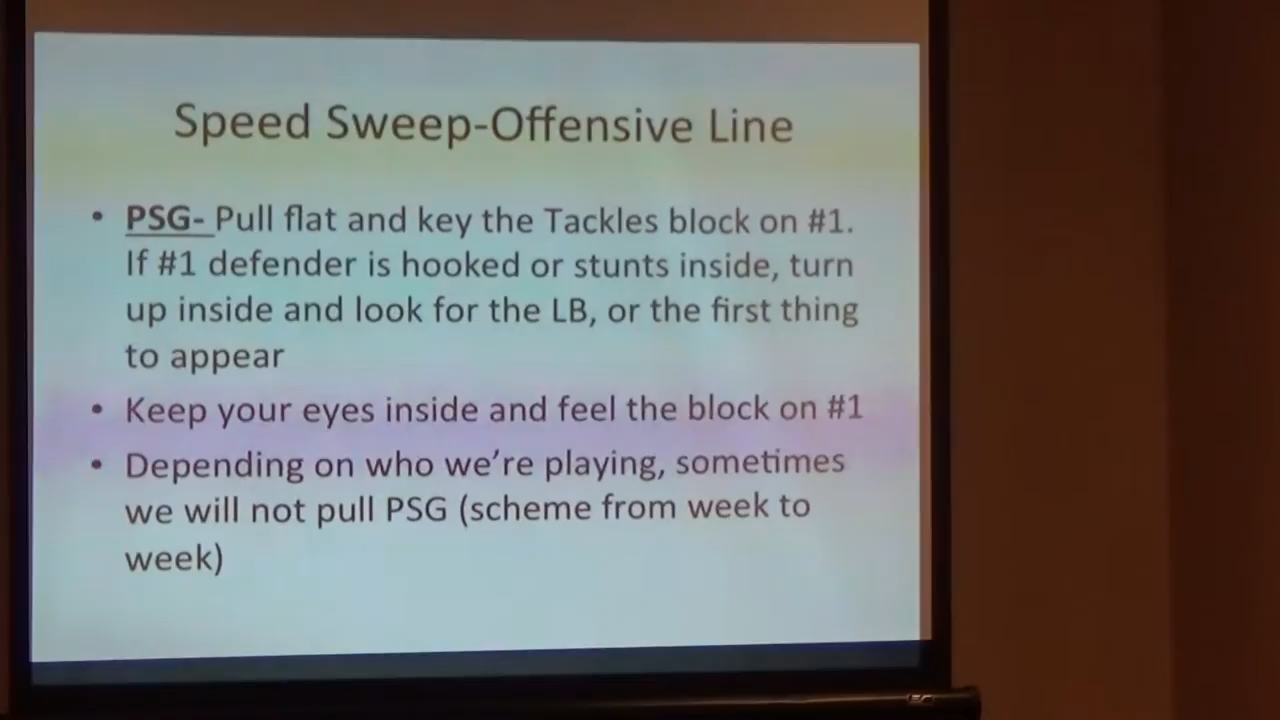 Speed Sweep-Offensive Line
• PSG- Pull flat and key the Tackles block on #1.
If #1 defender is hooked or stunts inside, turn
up inside and look for the LB, or the first thing
to appear
• Keep your eyes inside and feel the block on #1
• Depending on who we're playing, sometimes
we will not pull PSG (scheme from week to
week)